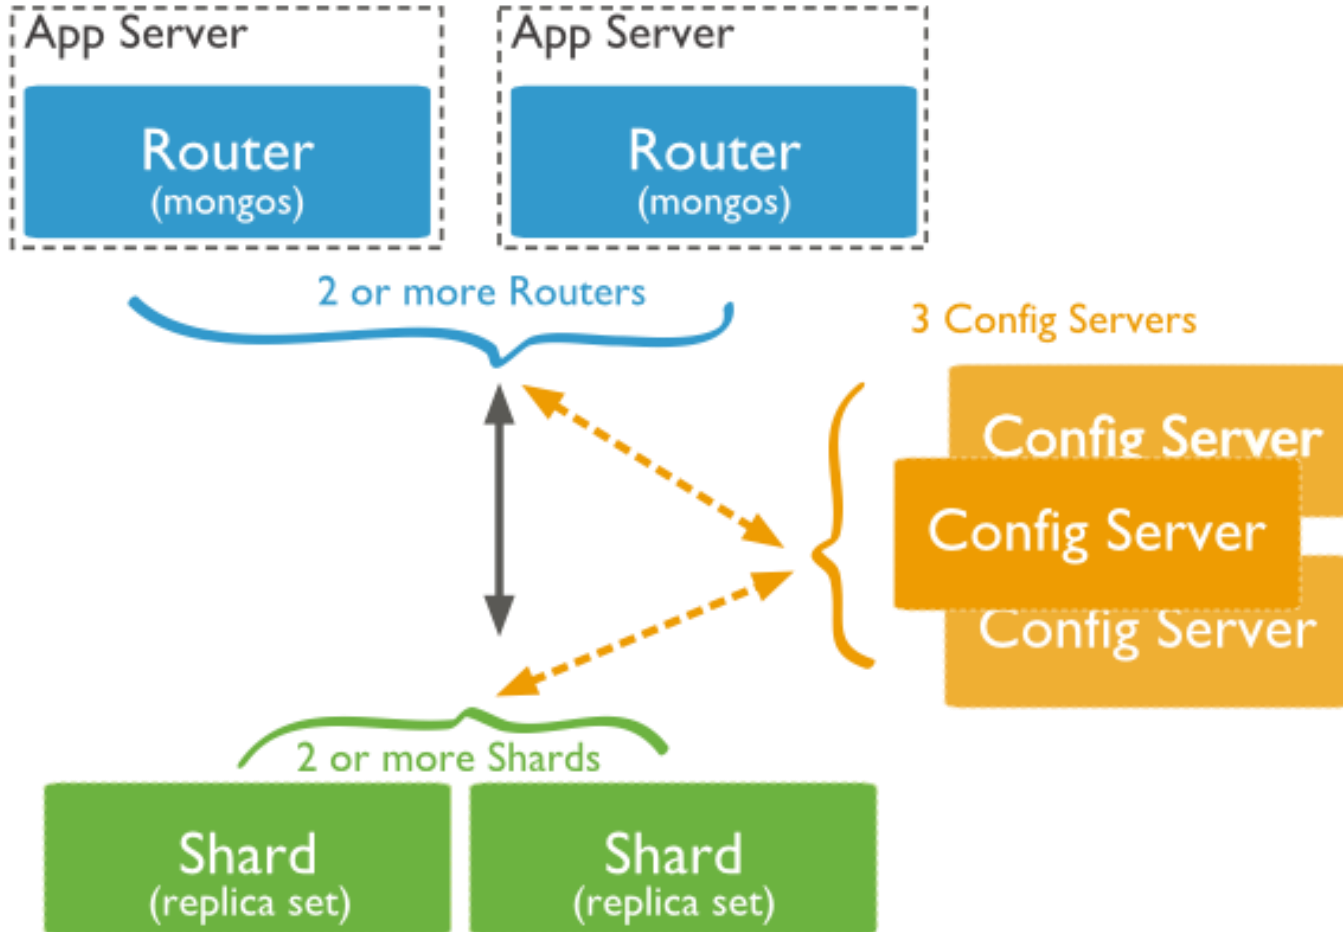 App Server
App Server
Router
(mongos)
Router
(mongos)
2 or more Routers
3 Config Servers
Config Server
Config Server
Config Server
2 or more Shards
Shard
(replica set)
Shard
(replica set)